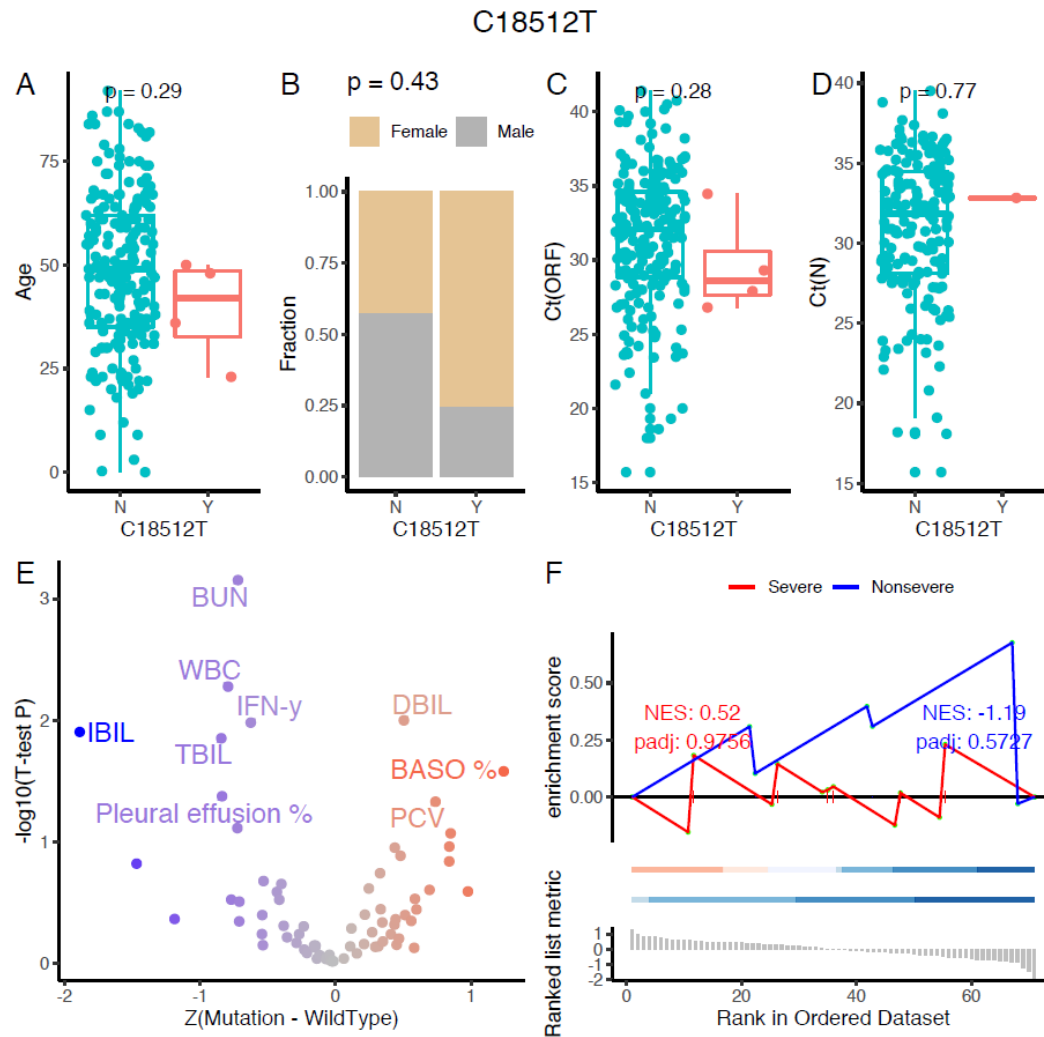 C18512T
A
p = 0.29
Age
75
50
25
0
N
Y
C18512T
B
p = 0.43
Female
Male
Fraction
1.00
0.75
0.50
0.25
0.00
N
Y
C18512T
C
p = 0.28
Ct(ORF)
40
35
30
25
20
15
N
Y
C18512T
D
p = 0.77
Ct(N)
40
35
30
25
20
15
N
Y
C18512T
E
-log10(T-test P)
3
2
1
0
BUN
WBC
IFN-y
DBIL
IBIL
TBIL
BASO %
Pleural effusion %
PCV
-2
-1
0
1
Z(Mutation - WildType)
F
Severe
Nonsevere
enrichment score
0.50
0.25
0.00
NES: 0.52
padj: 0.9756
NES: -1.19
padj: 0.5727
Ranked list metric
1
0
-1
-2
0
20
40
60
Rank in Ordered Dataset